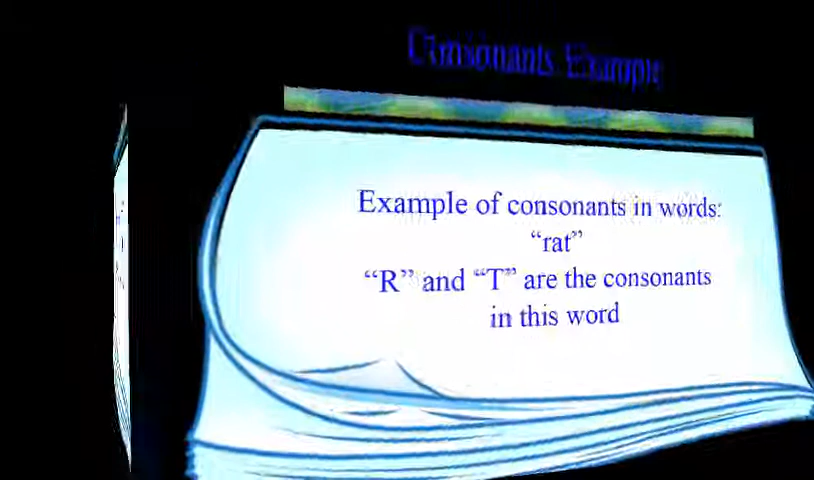 Consonants Example
Example of consonants in words:
“rat”
“R” and “T” are the consonants
in this word